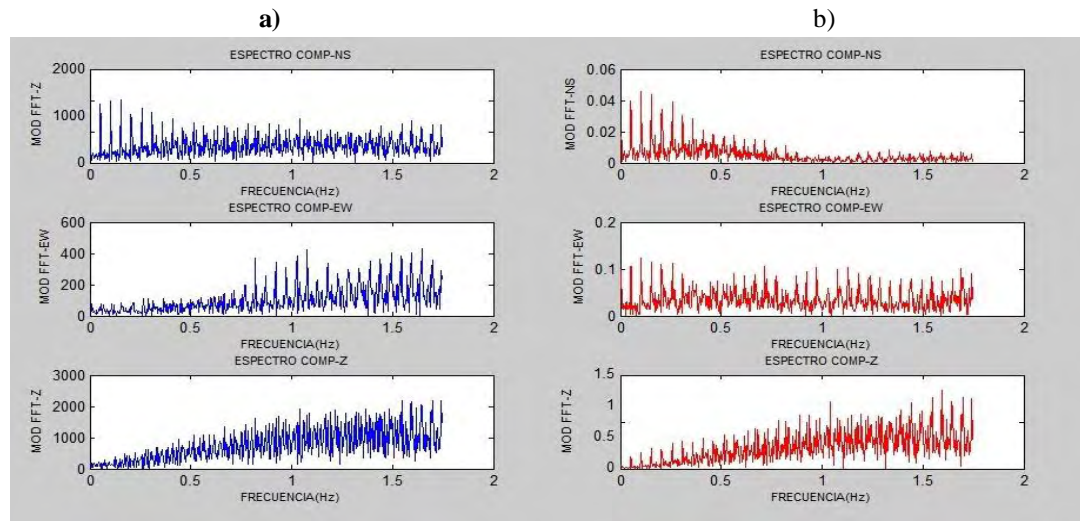 a)
b)
ESPECTRO COMP-NS
2000
1000
0
MOD FFT-Z
0 0.5 1 1.5 2
FRECUENCIA(Hz)
ESPECTRO COMP-EW
600
400
200
0
MOD FFT-EW
0 0.5 1 1.5 2
FRECUENCIA(Hz)
ESPECTRO COMP-Z
3000
2000
1000
0
MOD FFT-Z
0 0.5 1 1.5 2
FRECUENCIA(Hz)
ESPECTRO COMP-NS
0.06
0.04
0.02
0
MOD FFT-NS
0 0.5 1 1.5 2
FRECUENCIA(Hz)
ESPECTRO COMP-EW
0.2
0.1
0
MOD FFT-EW
0 0.5 1 1.5 2
FRECUENCIA(Hz)
ESPECTRO COMP-Z
1.5
1
0.5
0
MOD FFT-Z
0 0.5 1 1.5 2
FRECUENCIA(Hz)